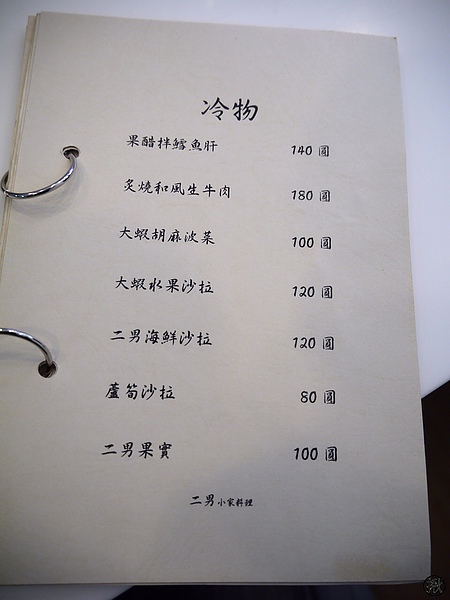 冷物
果醋拌鱈魚肝 140 圓
炙燒和風生牛肉 180 圓
大蝦胡麻波菜 100 圓
大蝦水果沙拉 120 圓
二男海鮮沙拉 120 圓
蘆筍沙拉 80 圓
二男果實 100 圓
二男小家料理